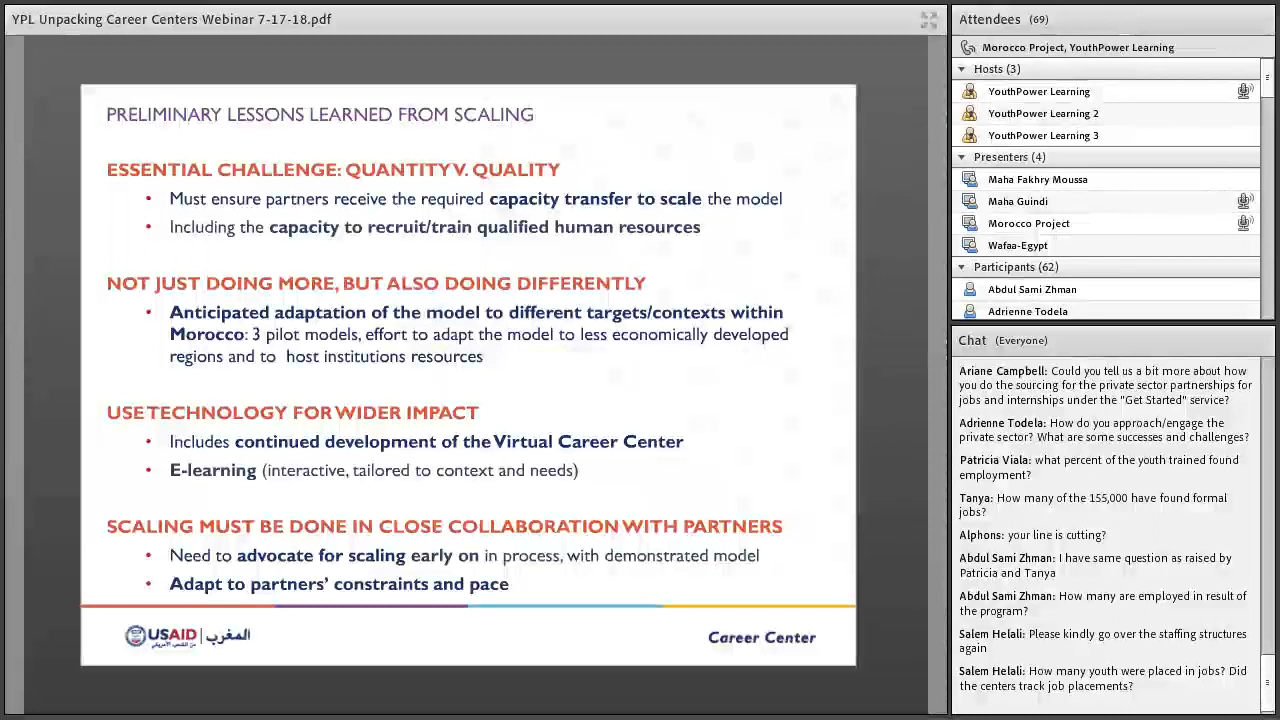 YPL Unpacking Career Centers Webinar 7-17-18.pdf
PRELIMINARY LESSONS LEARNED FROM SCALING
ESSENTIAL CHALLENGE: QUANTITY V. QUALITY
• Must ensure partners receive the required capacity transfer to scale the model
• Including the capacity to recruit/train qualified human resources
NOT JUST DOING MORE, BUT ALSO DOING DIFFERENTLY
• Anticipated adaptation of the model to different targets/contexts within
Morocco: 3 pilot models, effort to adapt the model to less economically developed
regions and to host institutions resources
USE TECHNOLOGY FOR WIDER IMPACT
• Includes continued development of the Virtual Career Center
• E-learning (interactive, tailored to context and needs)
SCALING MUST BE DONE IN CLOSE COLLABORATION WITH PARTNERS
• Need to advocate for scaling early on in process, with demonstrated model
• Adapt to partners' constraints and pace
USAID | المغرب
من الشعب الأمريكي
Career Center
Attendees (69)
Morocco Project, YouthPower Learning
Hosts (3)
YouthPower Learning
YouthPower Learning 2
YouthPower Learning 3
Presenters (4)
Maha Fakhry Moussa
Maha Guindi
Morocco Project
Wafaa-Egypt
Participants (62)
Abdul Sami Zhman
Adrienne Todela
Chat (Everyone)
Ariane Campbell: Could you tell us a bit more about how
you do the sourcing for the private sector partnerships for
jobs and internships under the "Get Started" service?
Adrienne Todela: How do you approach/engage the
private sector? What are some successes and challenges?
Patricia Viala: what percent of the youth trained found
employment?
Tanya: How many of the 155,000 have found formal
jobs?
Alphons: your line is cutting?
Abdul Sami Zhman: I have same question as raised by
Patricia and Tanya
Abdul Sami Zhman: How many are employed in result of
the program?
Salem Helali: Please kindly go over the staffing structures
again
Salem Helali: How many youth were placed in jobs? Did
the centers track job placements?